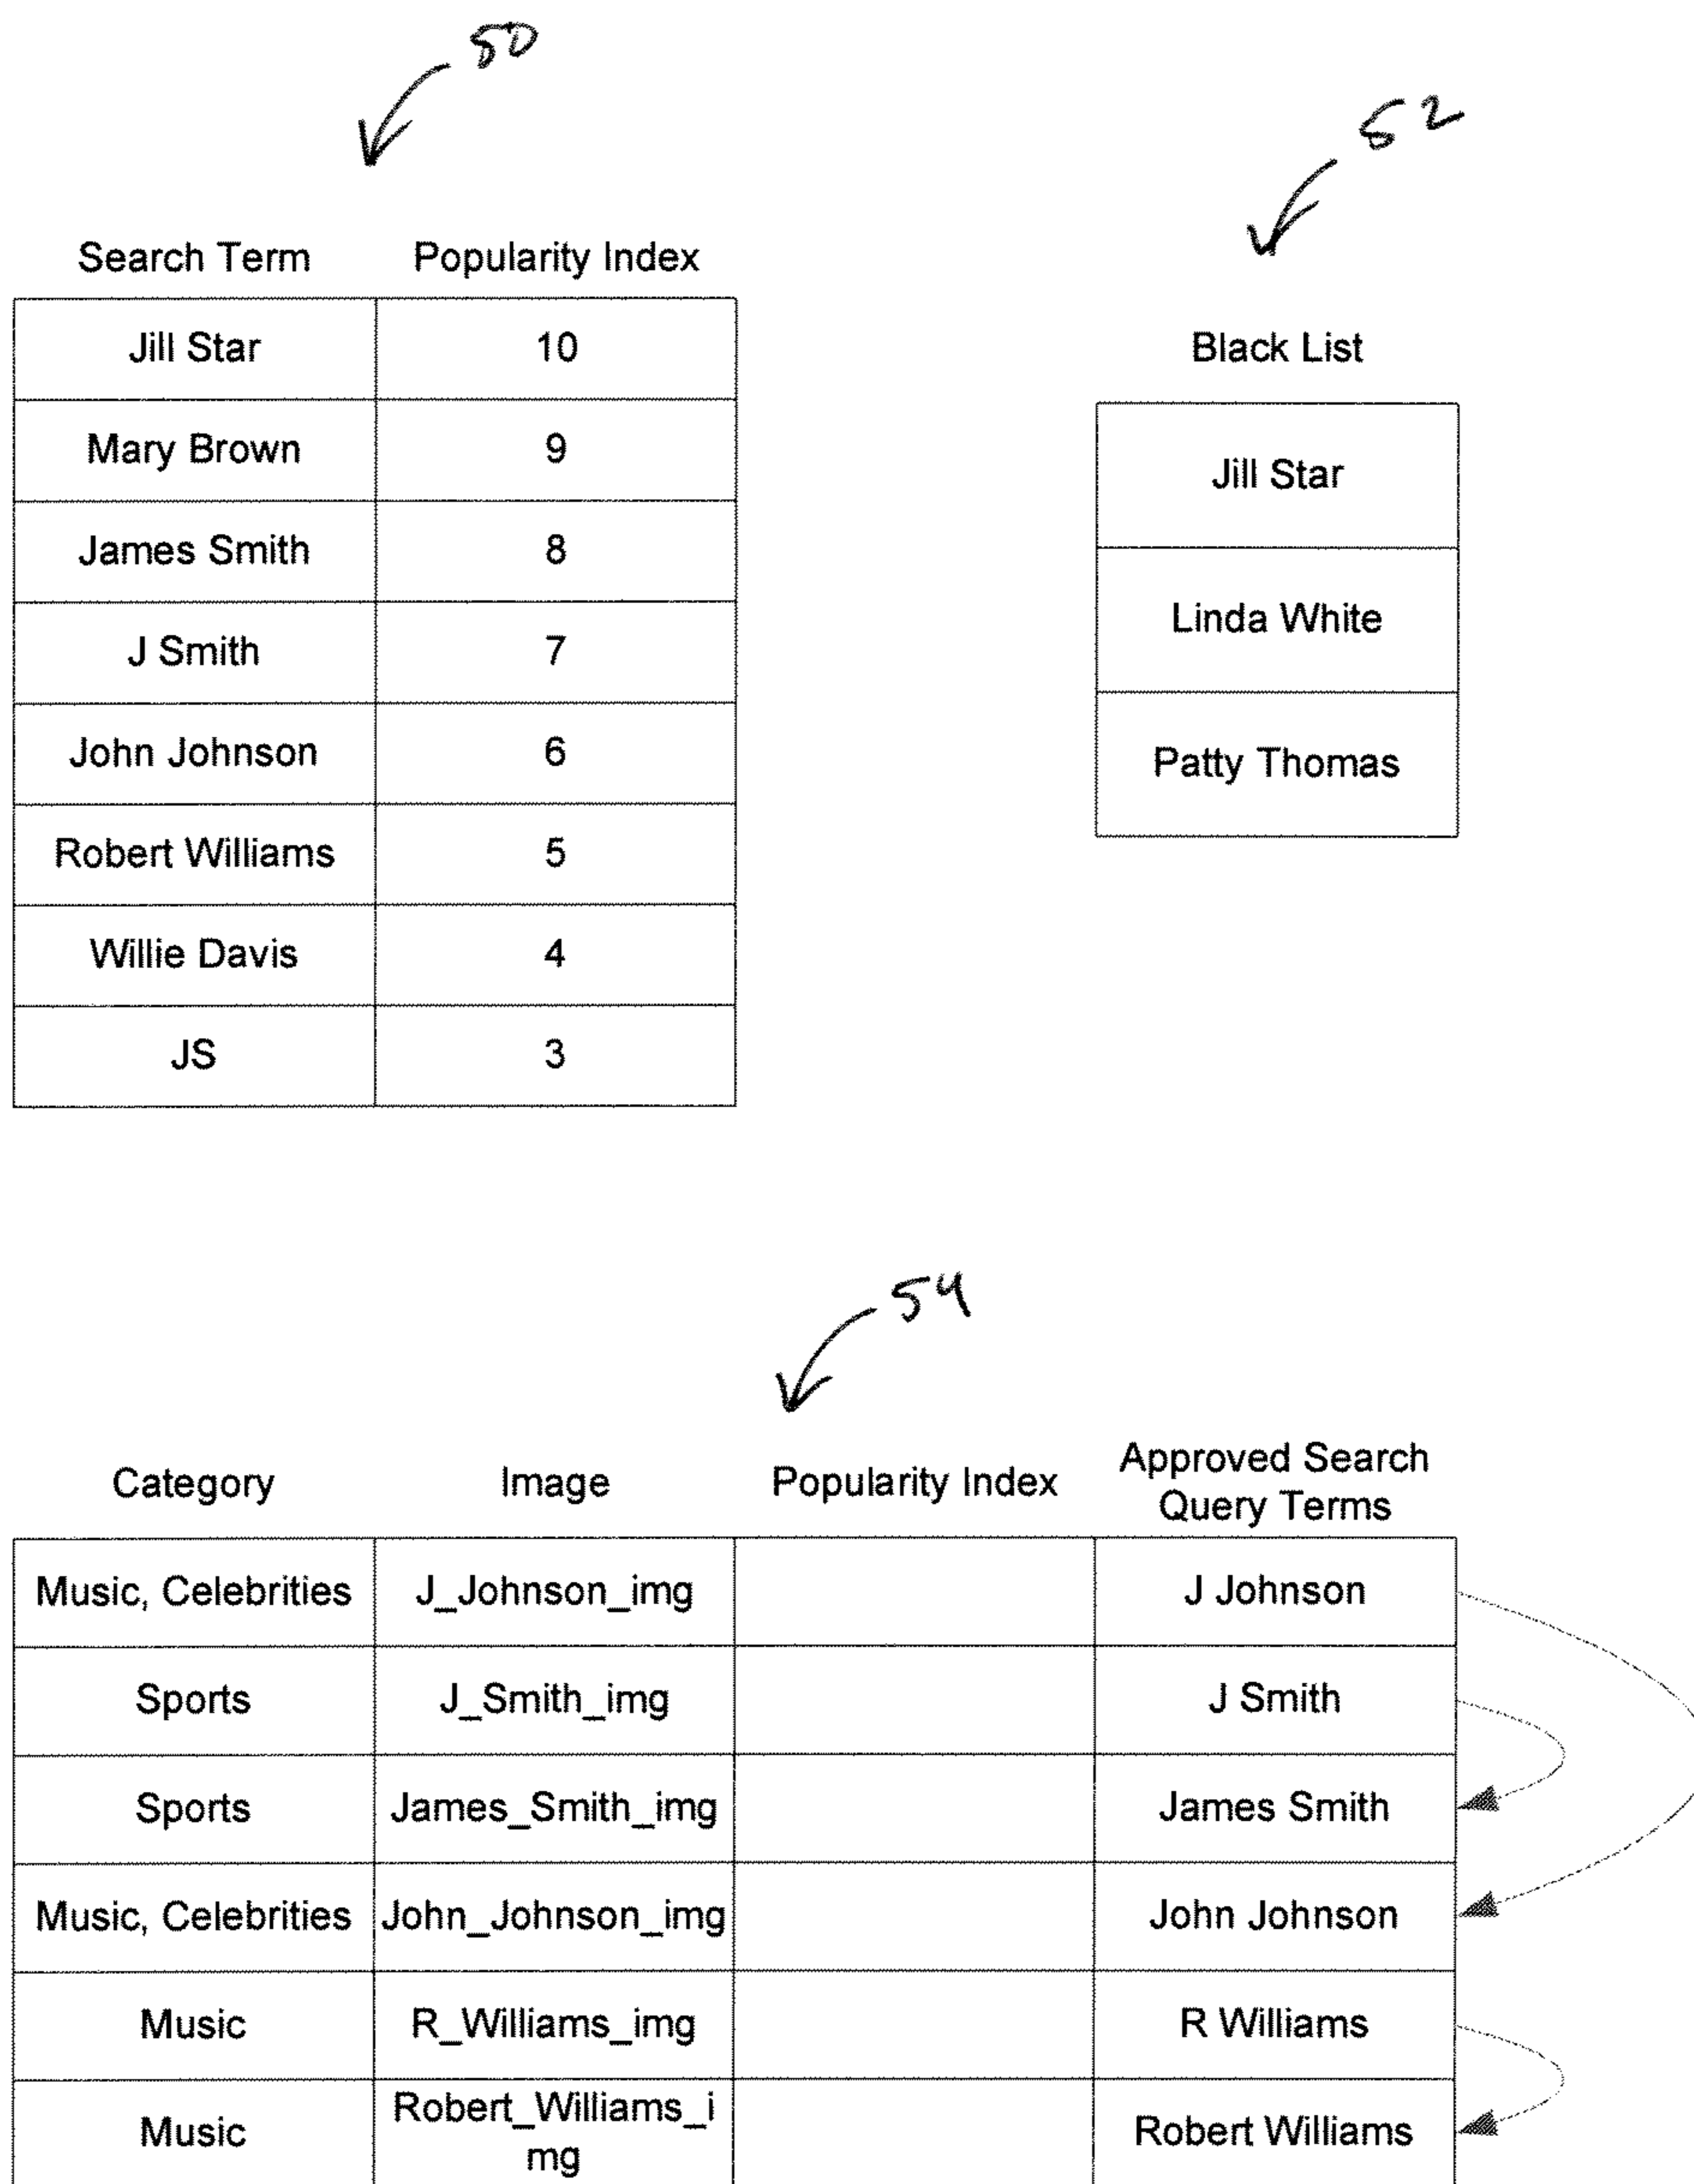 50
52
Search Term Popularity Index
Jill Star 10
Mary Brown 9
James Smith 8
J Smith 7
John Johnson 6
Robert Williams 5
Willie Davis 4
JS 3
Black List
Jill Star
Linda White
Patty Thomas
54
Category Image Popularity Index Approved Search
Query Terms
Music, Celebrities J_Johnson_img J Johnson
Sports J_Smith_img J Smith
Sports James_Smith_img James Smith
Music, Celebrities John_Johnson_img John Johnson
Music R_Williams_img R Williams
Music Robert_Williams_i
mg Robert Williams